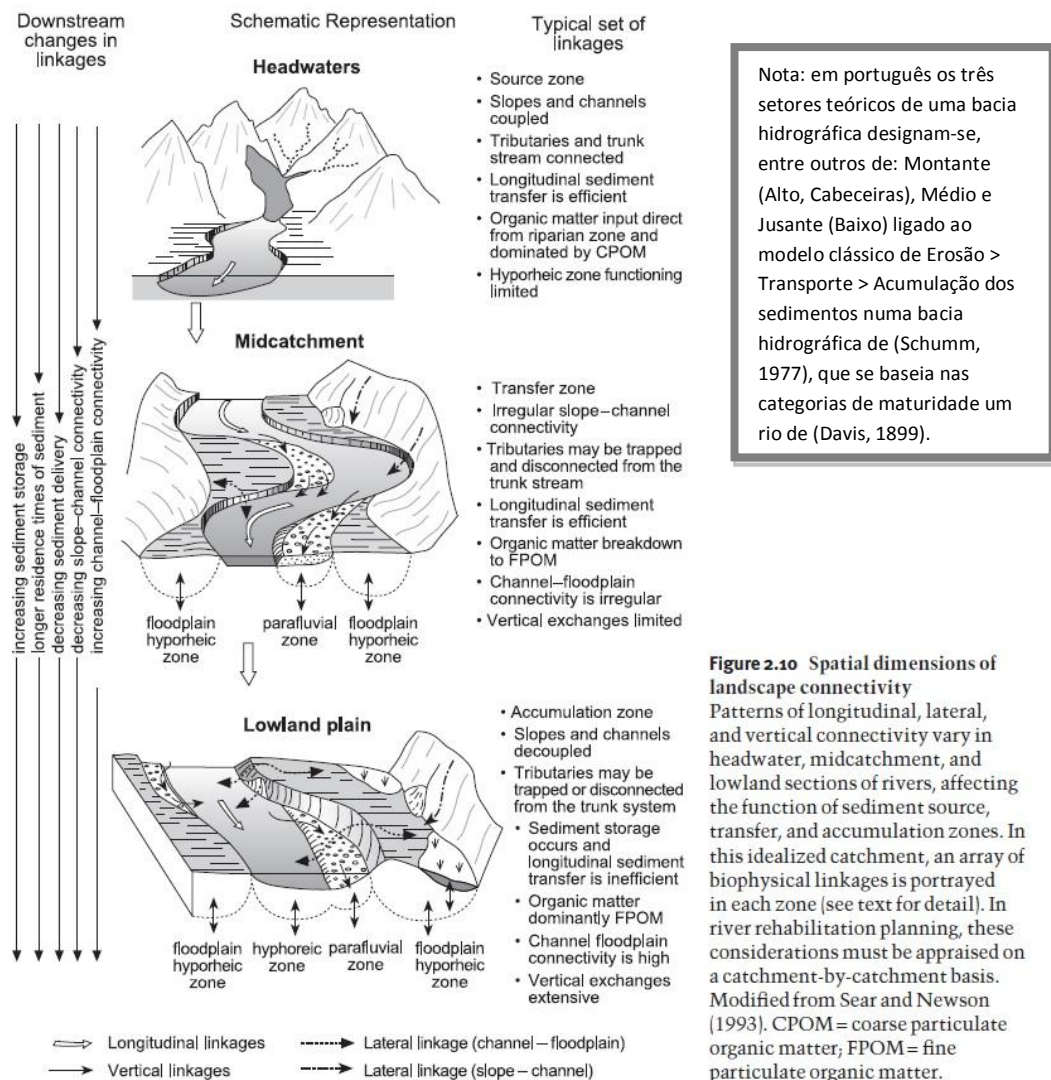 Downstream
changes in
linkages
Schematic Representation
Typical set of
linkages
Headwaters
• Source zone
• Slopes and channels
coupled
• Tributaries and trunk
stream connected
• Longitudinal sediment
transfer is efficient
• Organic matter input direct
from riparian zone and
dominated by CPOM
• Hyporheic zone functioning
limited
Midcatchment
• Transfer zone
• Irregular slope–channel
connectivity
• Tributaries may be trapped
and disconnected from the
trunk stream
• Longitudinal sediment
transfer is efficient
• Organic matter breakdown
to FPOM
• Channel–floodplain
connectivity is irregular
• Vertical exchanges limited
floodplain
hyporheic
zone
parafluvial
zone
floodplain
hyporheic
zone
increasing sediment storage
longer residence times of sediment
decreasing sediment delivery
decreasing slope–channel connectivity
increasing channel–floodplain connectivity
Lowland plain
• Accumulation zone
• Slopes and channels
decoupled
• Tributaries may be
trapped or disconnected
from the trunk system
• Sediment storage
occurs and
longitudinal sediment
transfer is inefficient
• Organic matter
dominantly FPOM
• Channel floodplain
connectivity is high
• Vertical exchanges
extensive
floodplain
hyporheic
zone
hyphoreic
zone
parafluvial
zone
floodplain
hyporheic
zone
Longitudinal linkages
Lateral linkage (channel–floodplain)
Vertical linkages
Lateral linkage (slope–channel)
Nota: em português os três
setores teóricos de uma bacia
hidrográfica designam-se,
entre outros de: Montante
(Alto, Cabeceiras), Médio e
Jusante (Baixo) ligado ao
modelo clássico de Erosão >
Transporte > Acumulação dos
sedimentos numa bacia
hidrográfica de (Schumm,
1977), que se baseia nas
categorias de maturidade um
rio de (Davis, 1899).
Figure 2.10 Spatial dimensions of
landscape connectivity
Patterns of longitudinal, lateral,
and vertical connectivity vary in
headwater, midcatchment, and
lowland sections of rivers, affecting
the function of sediment source,
transfer, and accumulation zones. In
this idealized catchment, an array of
biophysical linkages is portrayed
in each zone (see text for detail). In
river rehabilitation planning, these
considerations must be appraised on
a catchment-by-catchment basis.
Modified from Sear and Newson
(1993). CPOM = coarse particulate
organic matter; FPOM = fine
particulate organic matter.